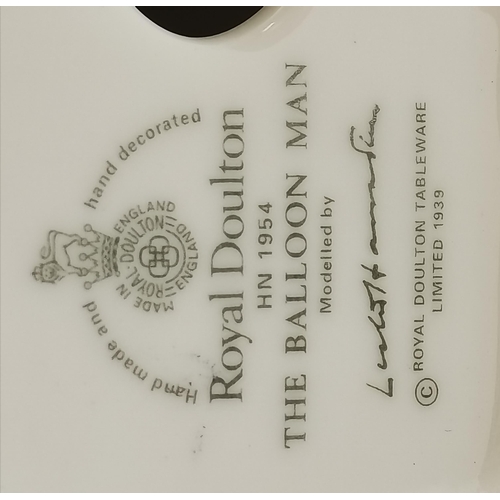 Hand made and hand decorated
ENGLAND
MADE IN ENGLAND
ROYAL DOULTON
Royal Doulton
HN 1954
THE BALLOON MAN
Modelled by
© ROYAL DOULTON TABLEWARE
LIMITED 1939